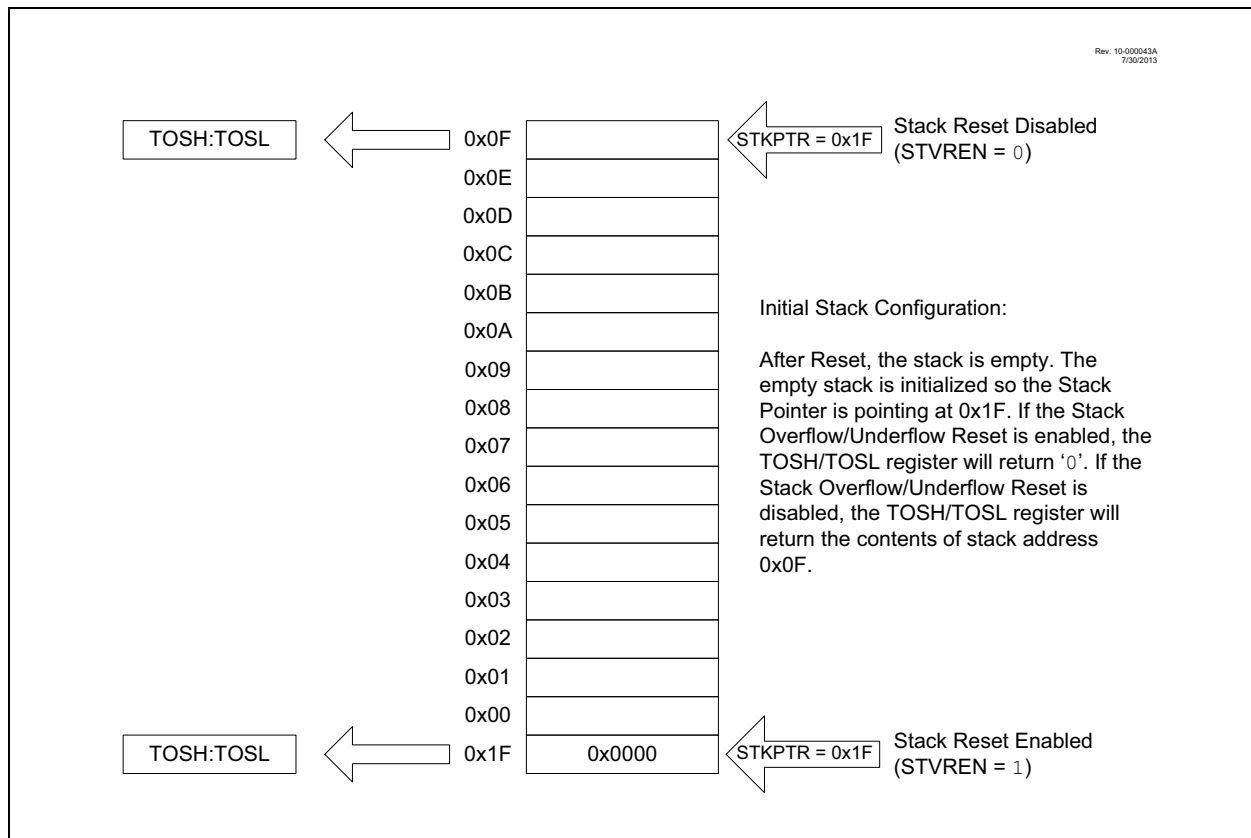 Rev. 10-000043A
7/30/2013
TOSH:TOSL
0x0F
STKPTR = 0x1F
Stack Reset Disabled
(STVREN = 0)
0x0E
0x0D
0x0C
0x0B
0x0A
0x09
0x08
0x07
0x06
0x05
0x04
0x03
0x02
0x01
0x00
Initial Stack Configuration:
After Reset, the stack is empty. The
empty stack is initialized so the Stack
Pointer is pointing at 0x1F. If the Stack
Overflow/Underflow Reset is enabled, the
TOSH/TOSL register will return ‘0’. If the
Stack Overflow/Underflow Reset is
disabled, the TOSH/TOSL register will
return the contents of stack address
0x0F.
TOSH:TOSL
0x1F
0x0000
STKPTR = 0x1F
Stack Reset Enabled
(STVREN = 1)